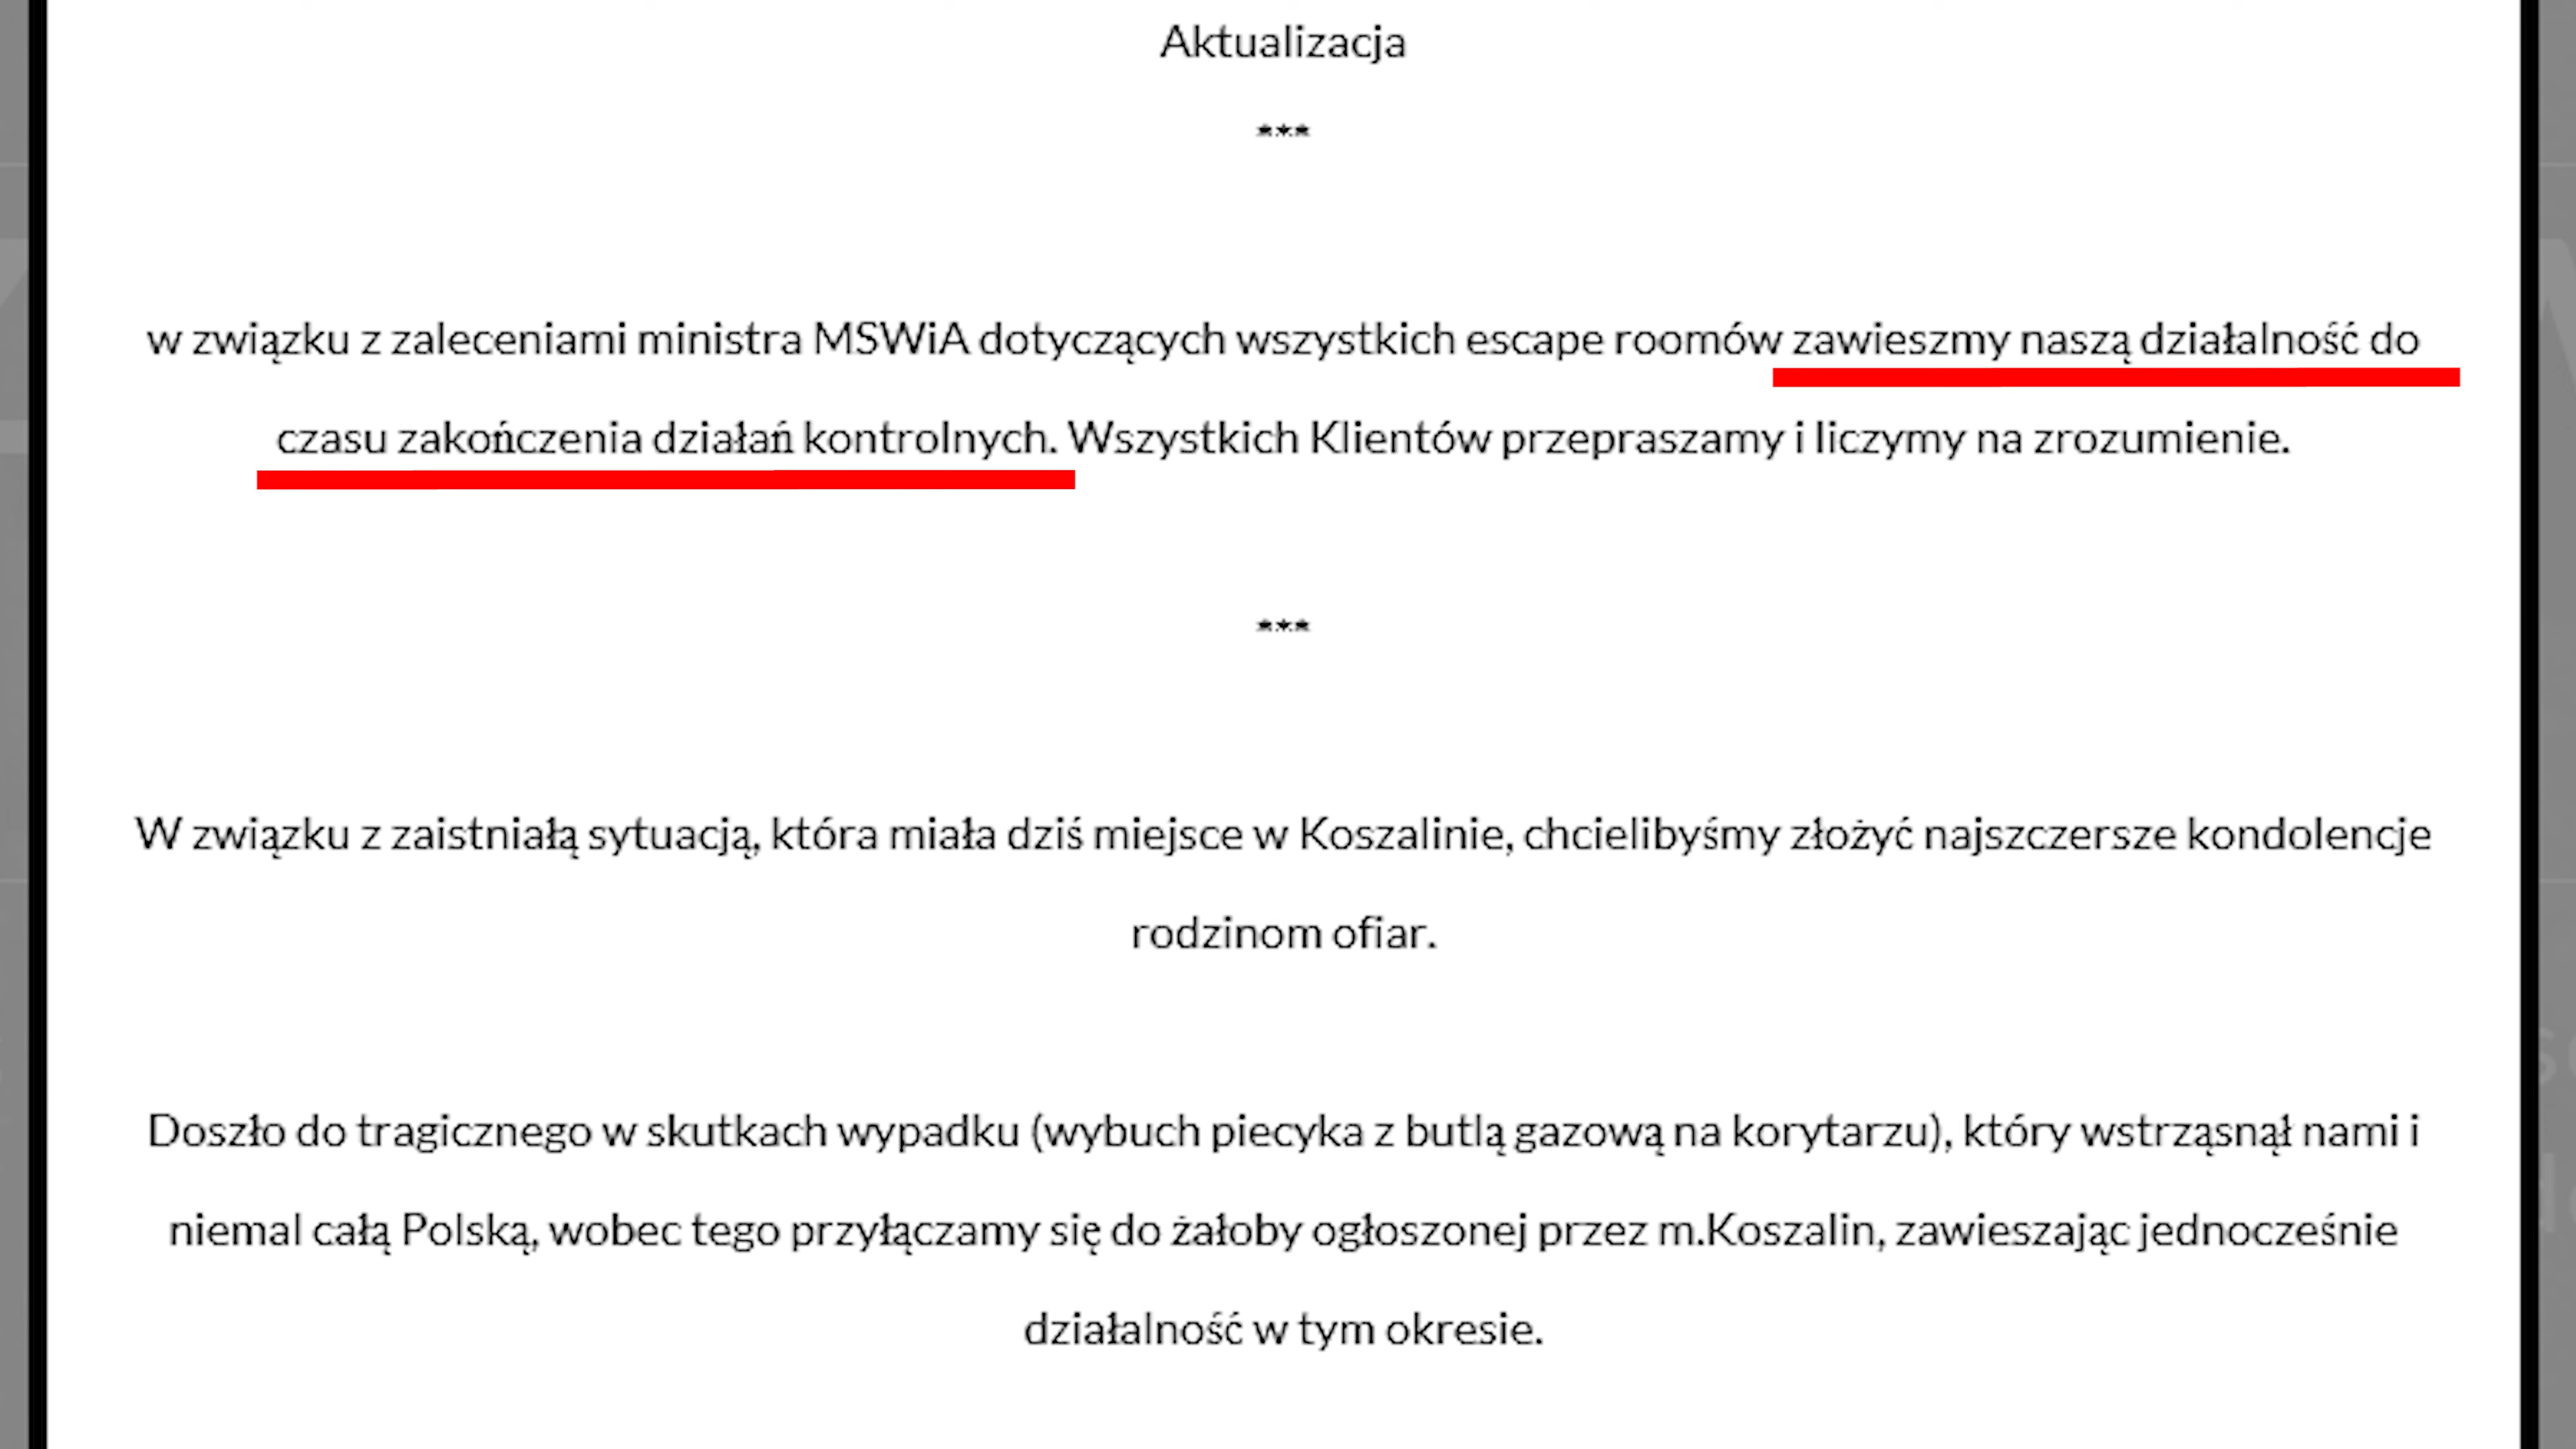 Aktualizacja
***
w związku z zaleceniami ministra MSWiA dotyczących wszystkich escape roomów zawieszmy naszą działalność do
czasu zakończenia działań kontrolnych. Wszystkich Klientów przepraszamy i liczymy na zrozumienie.
***
W związku z zaistniałą sytuacją, która miała dziś miejsce w Koszalinie, chcielibyśmy złożyć najszczersze kondolencje
rodzinom ofiar.
Doszło do tragicznego w skutkach wypadku (wybuch piecyka z butlą gazową na korytarzu), który wstrząsnął nami i
niemal całą Polską, wobec tego przyłączamy się do żałoby ogłoszonej przez m.Koszalin, zawieszając jednocześnie
działalność w tym okresie.